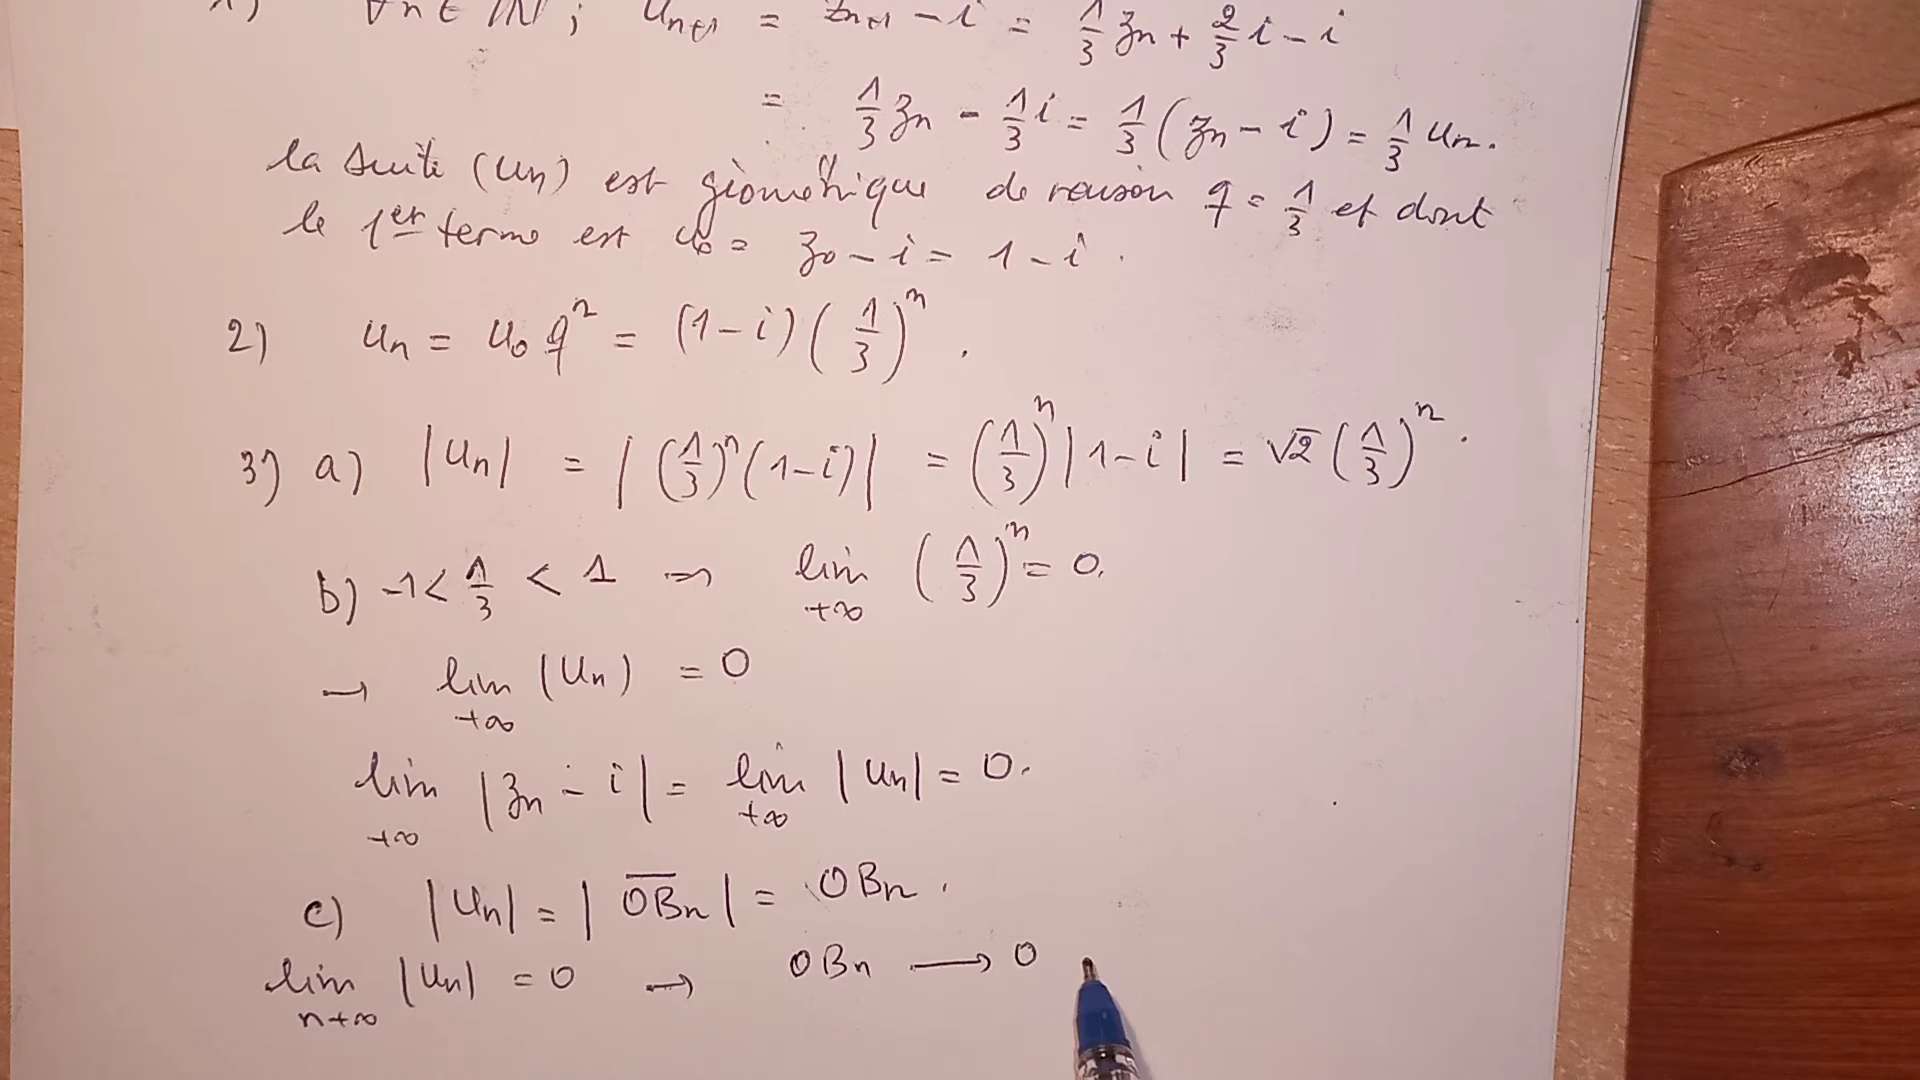 1) ∀n ∈ IN ; Un+1 = zn+1 - i = 1/3 zn + 2/3 i - i
= 1/3 zn - 1/3 i = 1/3 (zn - i) = 1/3 Un.
la suite (Un) est géométrique de raison q = 1/3 et dont
le 1er terme est u0 = z0 - i = 1 - i.
2) Un = U0 q^n = (1 - i) (1/3)^n.
3) a) |Un| = |(1/3)^n (1 - i)| = (1/3)^n |1 - i| = √2 (1/3)^n.
b) -1 < 1/3 < 1 → lim +∞ (1/3)^n = 0.
→ lim +∞ (Un) = 0
lim +∞ |zn - i| = lim +∞ |Un| = 0.
c) |Un| = |OBn| = OBn.
lim n+∞ |Un| = 0 → OBn → 0